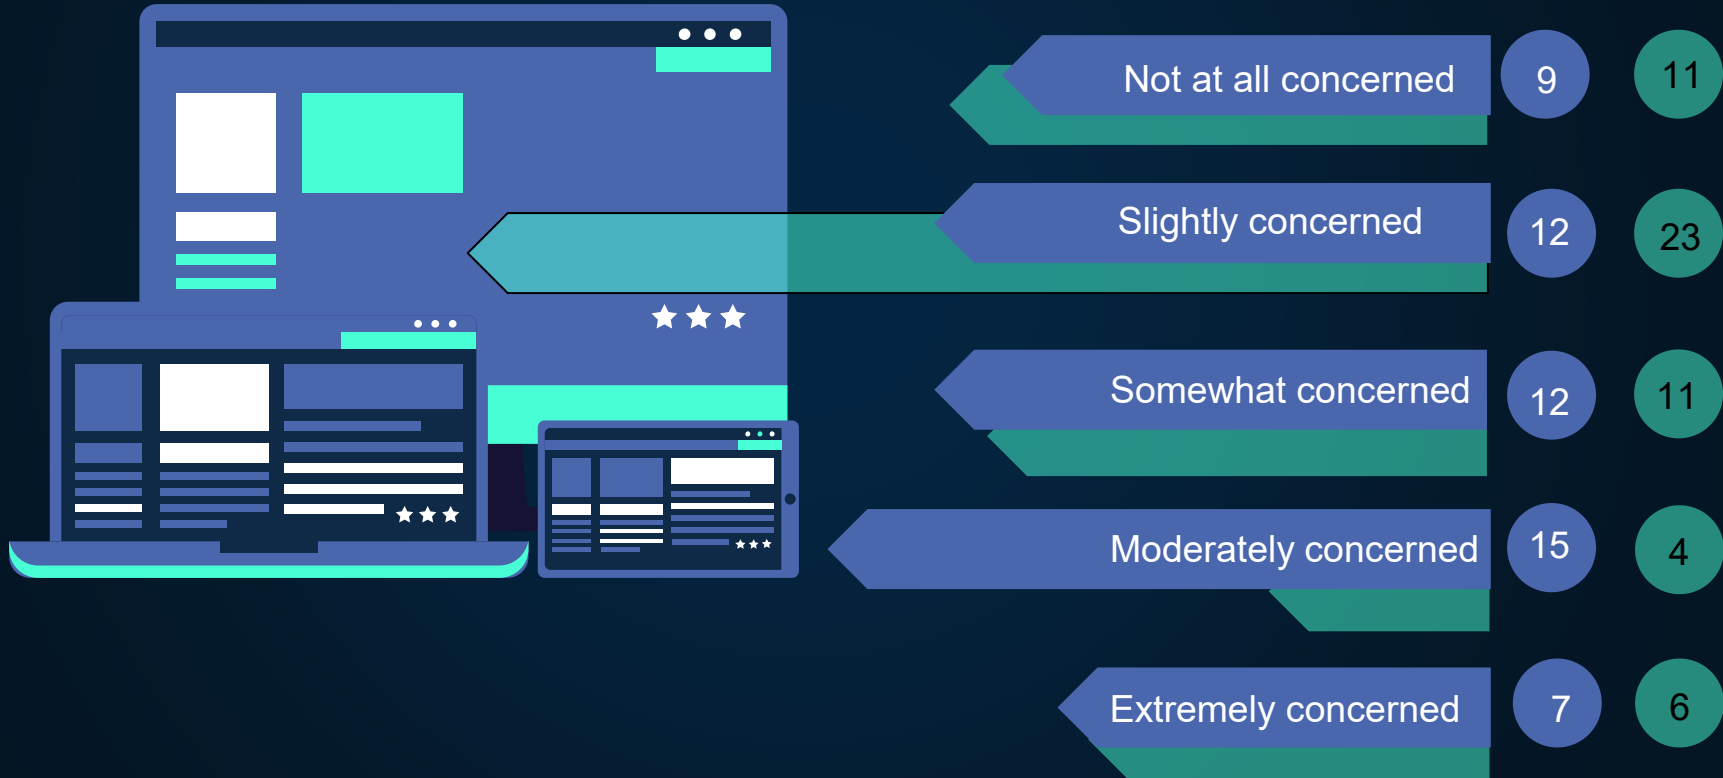 Not at all concerned 9 11
Slightly concerned 12 23
Somewhat concerned 12 11
Moderately concerned 15 4
Extremely concerned 7 6